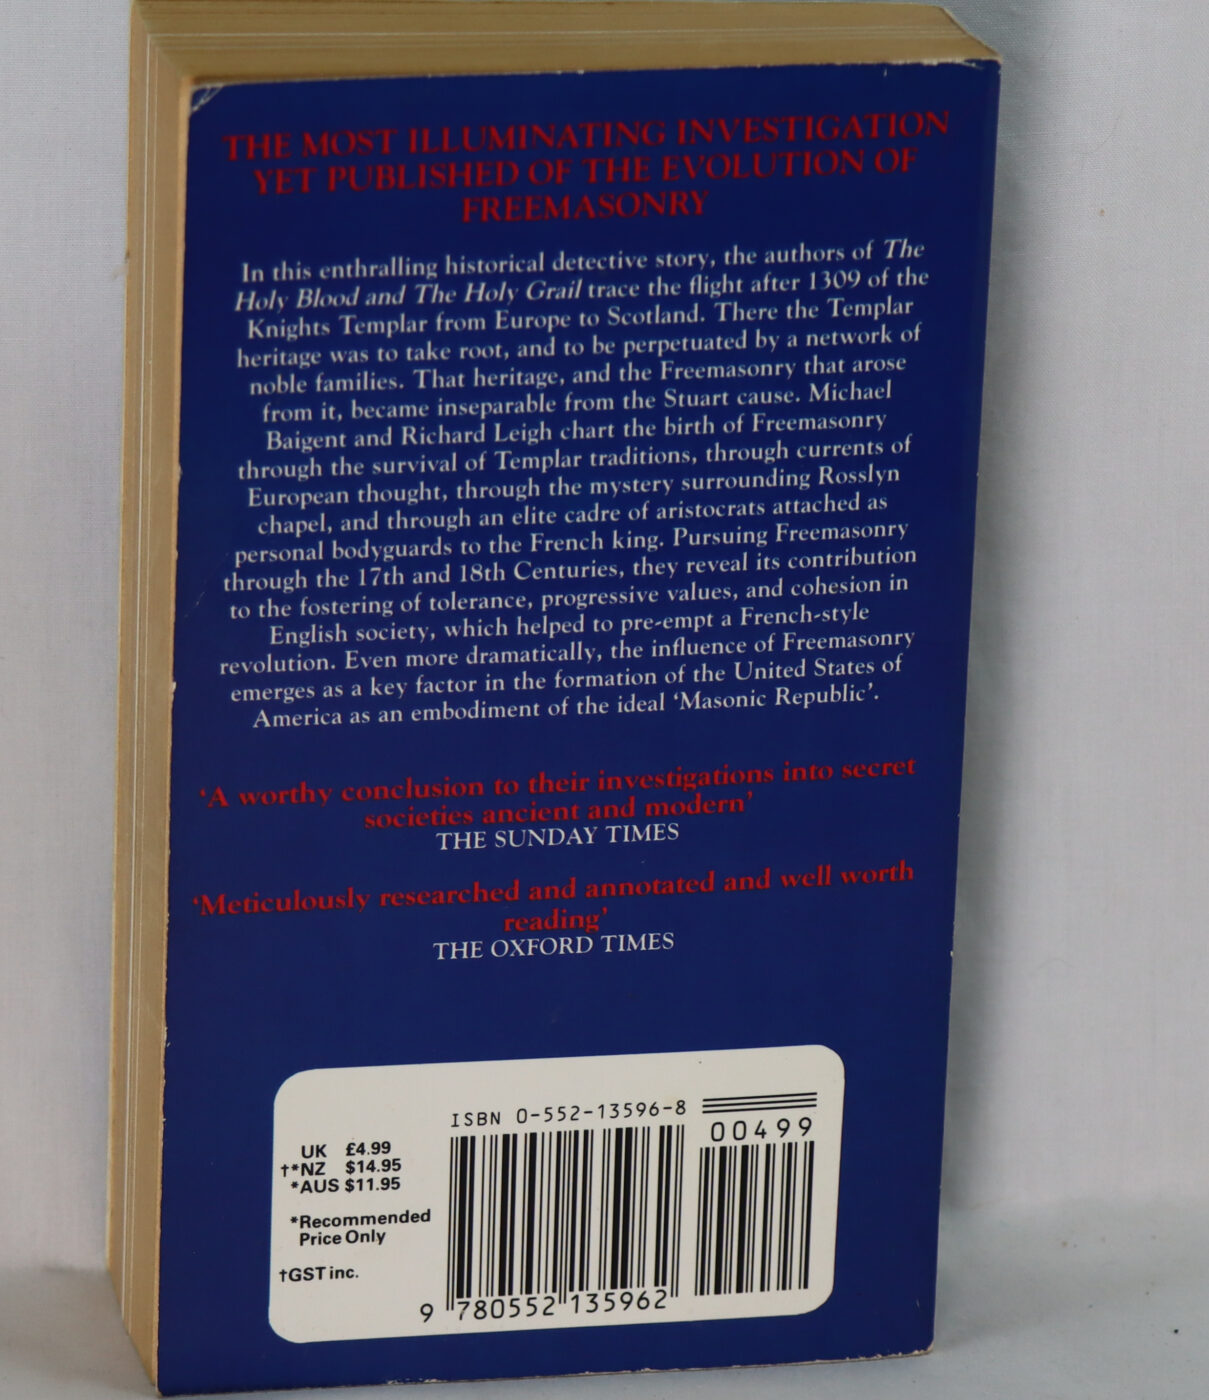 THE MOST ILLUMINATING INVESTIGATION
YET PUBLISHED OF THE EVOLUTION OF
FREEMASONRY
In this enthralling historical detective story, the authors of The
Holy Blood and The Holy Grail trace the flight after 1309 of the
Knights Templar from Europe to Scotland. There the Templar
heritage was to take root, and to be perpetuated by a network of
noble families. That heritage, and the Freemasonry that arose
from it, became inseparable from the Stuart cause. Michael
Baigent and Richard Leigh chart the birth of Freemasonry
through the survival of Templar traditions, through currents of
European thought, through the mystery surrounding Rosslyn
chapel, and through an elite cadre of aristocrats attached as
personal bodyguards to the French king. Pursuing Freemasonry
through the 17th and 18th Centuries, they reveal its contribution
to the fostering of tolerance, progressive values, and cohesion in
English society, which helped to pre-empt a French-style
revolution. Even more dramatically, the influence of Freemasonry
emerges as a key factor in the formation of the United States of
America as an embodiment of the ideal ‘Masonic Republic’.
‘A worthy conclusion to their investigations into secret
societies ancient and modern’
THE SUNDAY TIMES
‘Meticulously researched and annotated and well worth
reading’
THE OXFORD TIMES
ISBN 0-552-13596-8
00499
UK £4.99
†*NZ $14.95
*AUS $11.95
*Recommended
Price Only
†GST inc.
9 780552 135962